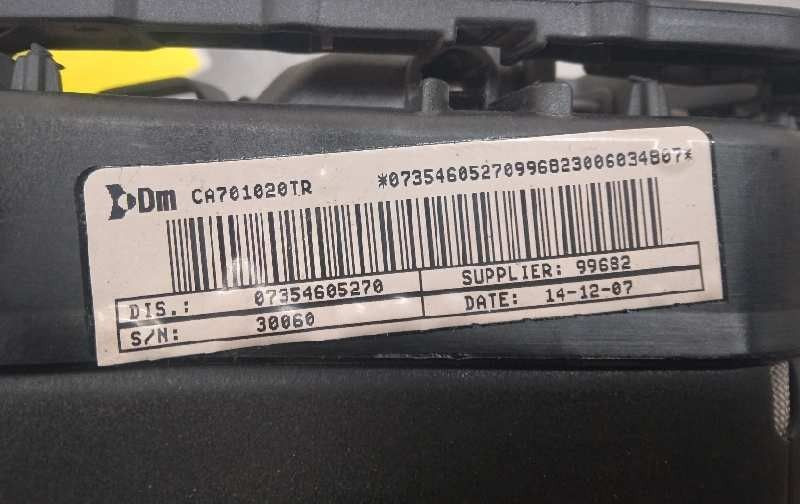 Dm CA701020TR *07354605270996823006034807*
DIS.: 07354605270 SUPPLIER: 99682
S/N: 30060 DATE: 14-12-07